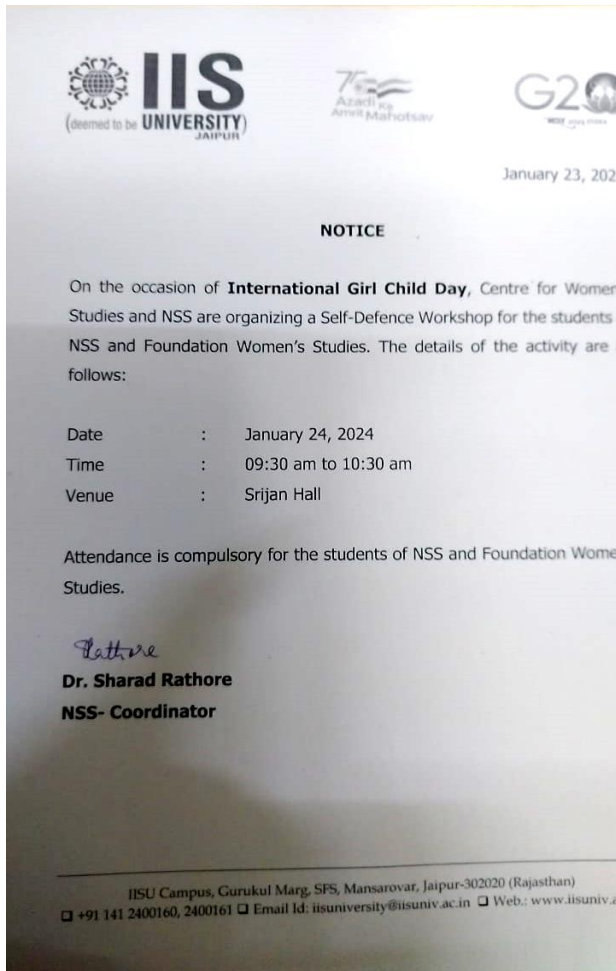 IIS
(deemed to be UNIVERSITY)
JAIPUR
75
Azadi Ka
Amrit Mahotsav
G20
January 23, 202
NOTICE
On the occasion of International Girl Child Day, Centre for Women
Studies and NSS are organizing a Self-Defence Workshop for the students
NSS and Foundation Women's Studies. The details of the activity are
follows:
Date : January 24, 2024
Time : 09:30 am to 10:30 am
Venue : Srijan Hall
Attendance is compulsory for the students of NSS and Foundation Wome
Studies.
Rathore
Dr. Sharad Rathore
NSS- Coordinator
IISU Campus, Gurukul Marg, SFS, Mansarovar, Jaipur-302020 (Rajasthan)
❑ +91 141 2400160, 2400161 ❑ Email Id: iisuniversity@iisuniv.ac.in ❑ Web.: www.iisuniv.a